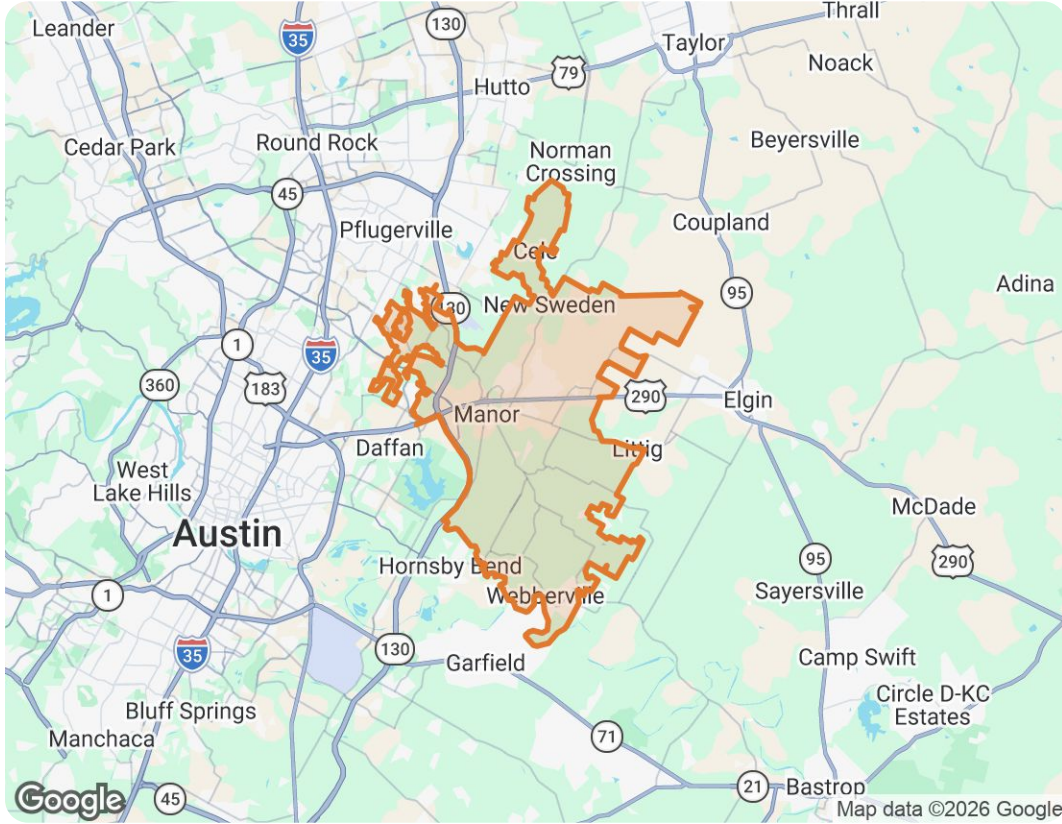 Leander
130
Thrall
35
Taylor
79
Noack
Hutto
Round Rock
Beyersville
Cedar Park
Norman
Crossing
45
Coupland
Pflugerville
Cele
Adina
95
130
New Sweden
1
35
360
183
290
Elgin
Manor
Daffan
Littig
West
Lake Hills
McDade
Austin
290
Hornsby Bend
95
Webberville
Sayersville
1
130
35
Garfield
Camp Swift
Circle D-KC
Estates
Bluff Springs
Manchaca
71
21
Bastrop
Google
45
Map data ©2026 Google